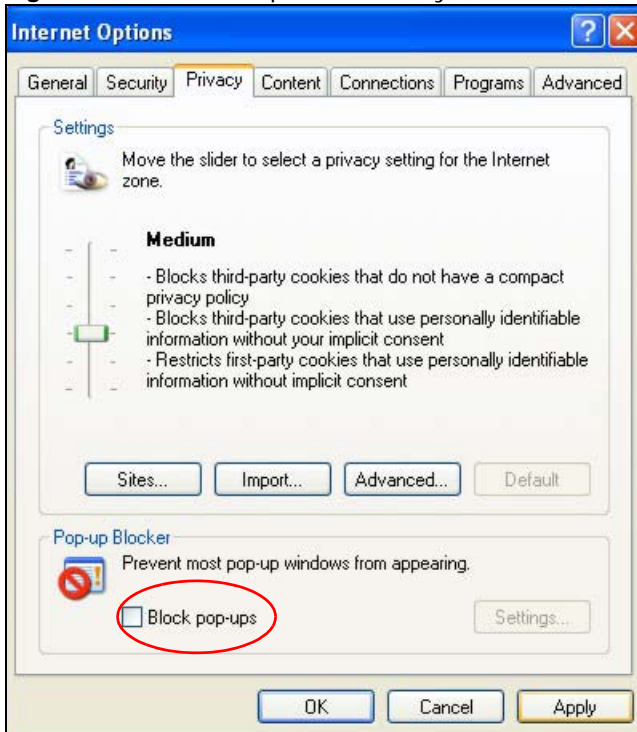 Internet Options
General Security Privacy Content Connections Programs Advanced
Settings
Move the slider to select a privacy setting for the Internet
zone.
Medium
- Blocks third-party cookies that do not have a compact
privacy policy
- Blocks third-party cookies that use personally identifiable
information without your implicit consent
- Restricts first-party cookies that use personally identifiable
information without implicit consent
Sites... Import... Advanced... Default
Pop-up Blocker
Prevent most pop-up windows from appearing.
Block pop-ups Settings...
OK Cancel Apply